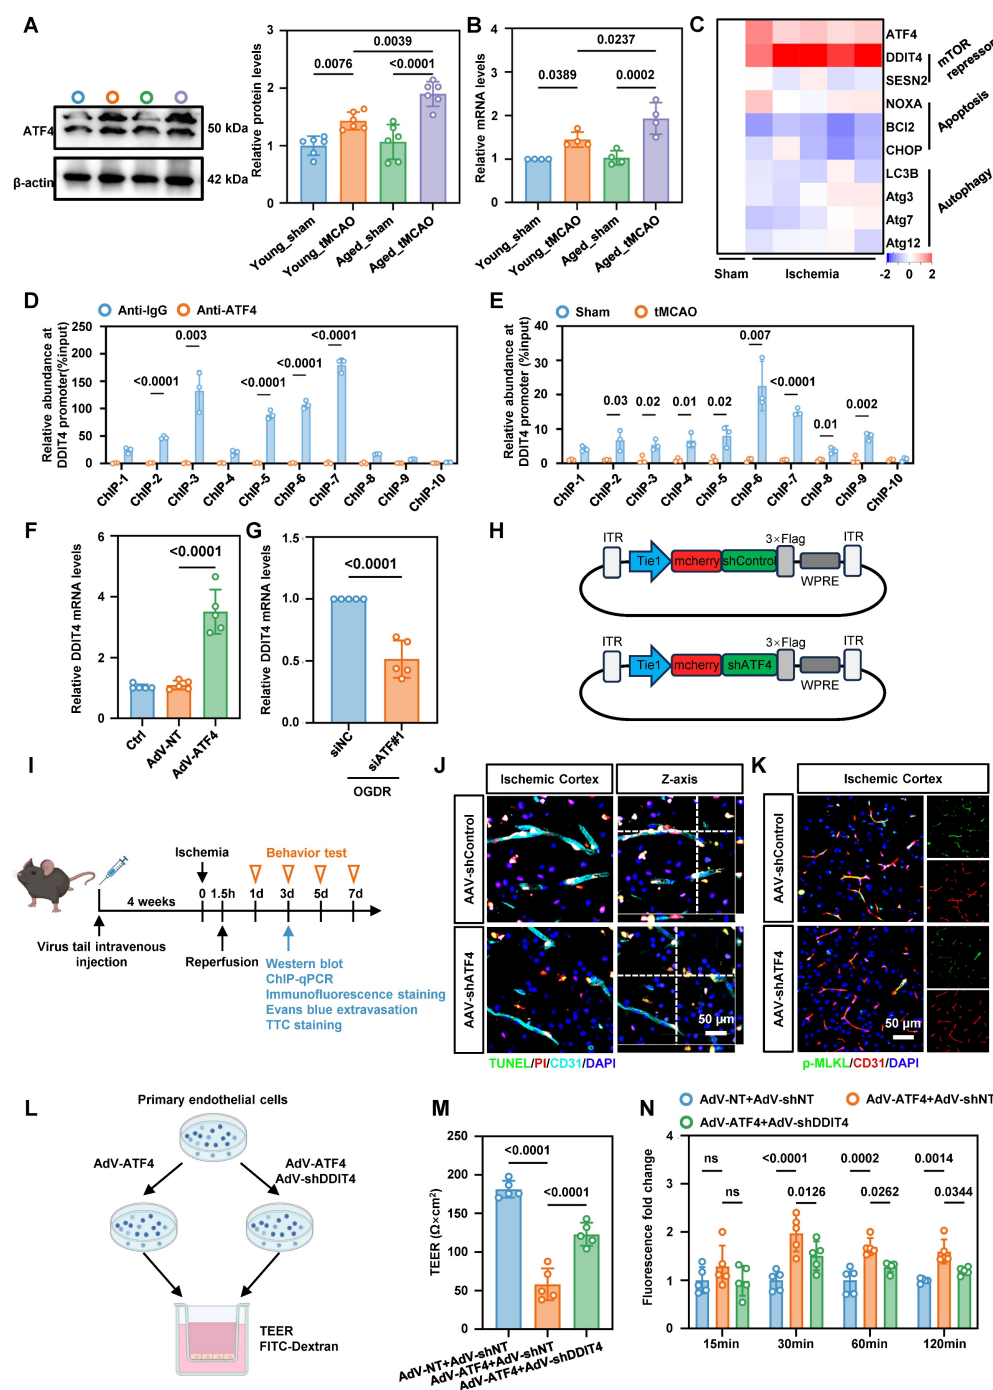 A
ATF4
50 kDa
β-actin
42 kDa
Relative protein levels
3
2
1
0
0.0039
0.0076
<0.0001
Young_sham
Young_tMCAO
Aged_sham
Aged_tMCAO
B
Relative mRNA levels
4
3
2
1
0
0.0237
0.0389
0.0002
Young_sham
Young_tMCAO
Aged_sham
Aged_tMCAO
C
ATF4
DDIT4
SESN2
NOXA
BCl2
CHOP
LC3B
Atg3
Atg7
Atg12
mTOR
repressor
Apoptosis
Autophagy
Sham
Ischemia
-2
0
2
D
Anti-IgG
Anti-ATF4
Relative abundance at
DDIT4 promoter(%input)
250
200
150
100
50
0
<0.0001
0.003
<0.0001
<0.0001
<0.0001
ChIP-1
ChIP-2
ChIP-3
ChIP-4
ChIP-5
ChIP-6
ChIP-7
ChIP-8
ChIP-9
ChIP-10
E
Sham
tMCAO
Relative abundance at
DDIT4 promoter (%input)
40
30
20
10
0
0.03
0.02
0.01
0.02
0.007
<0.0001
0.01
0.002
ChIP-1
ChIP-2
ChIP-3
ChIP-4
ChIP-5
ChIP-6
ChIP-7
ChIP-8
ChIP-9
ChIP-10
F
Relative DDIT4 mRNA levels
6
4
2
0
<0.0001
Ctrl
AdV-NT
AdV-ATF4
G
Relative DDIT4 mRNA levels
1.5
1.0
0.5
0.0
<0.0001
siNC
siATF#1
OGDR
H
ITR
Tie1
mcherry
shControl
3×Flag
WPRE
ITR
ITR
Tie1
mcherry
shATF4
3×Flag
WPRE
ITR
I
Ischemia
Behavior test
4 weeks
0
1.5h
1d
3d
5d
7d
Virus tail intravenous
injection
Reperfusion
Western blot
ChIP-qPCR
Immunofluorescence staining
Evans blue extravasation
TTC staining
J
Ischemic Cortex
Z-axis
AAV-shControl
AAV-shATF4
50 μm
TUNEL/PI/CD31/DAPI
K
Ischemic Cortex
AAV-shControl
AAV-shATF4
50 μm
p-MLKL/CD31/DAPI
L
Primary endothelial cells
AdV-ATF4
AdV-ATF4
AdV-shDDIT4
TEER
FITC-Dextran
M
TEER (Ω×cm²)
250
200
150
100
50
0
<0.0001
<0.0001
AdV-NT+AdV-shNT
AdV-ATF4+AdV-shNT
AdV-ATF4+AdV-shDDIT4
N
AdV-NT+AdV-shNT
AdV-ATF4+AdV-shNT
AdV-ATF4+AdV-shDDIT4
Fluorescence fold change
4
3
2
1
0
ns
ns
<0.0001
0.0126
0.0002
0.0262
0.0014
0.0344
15min
30min
60min
120min